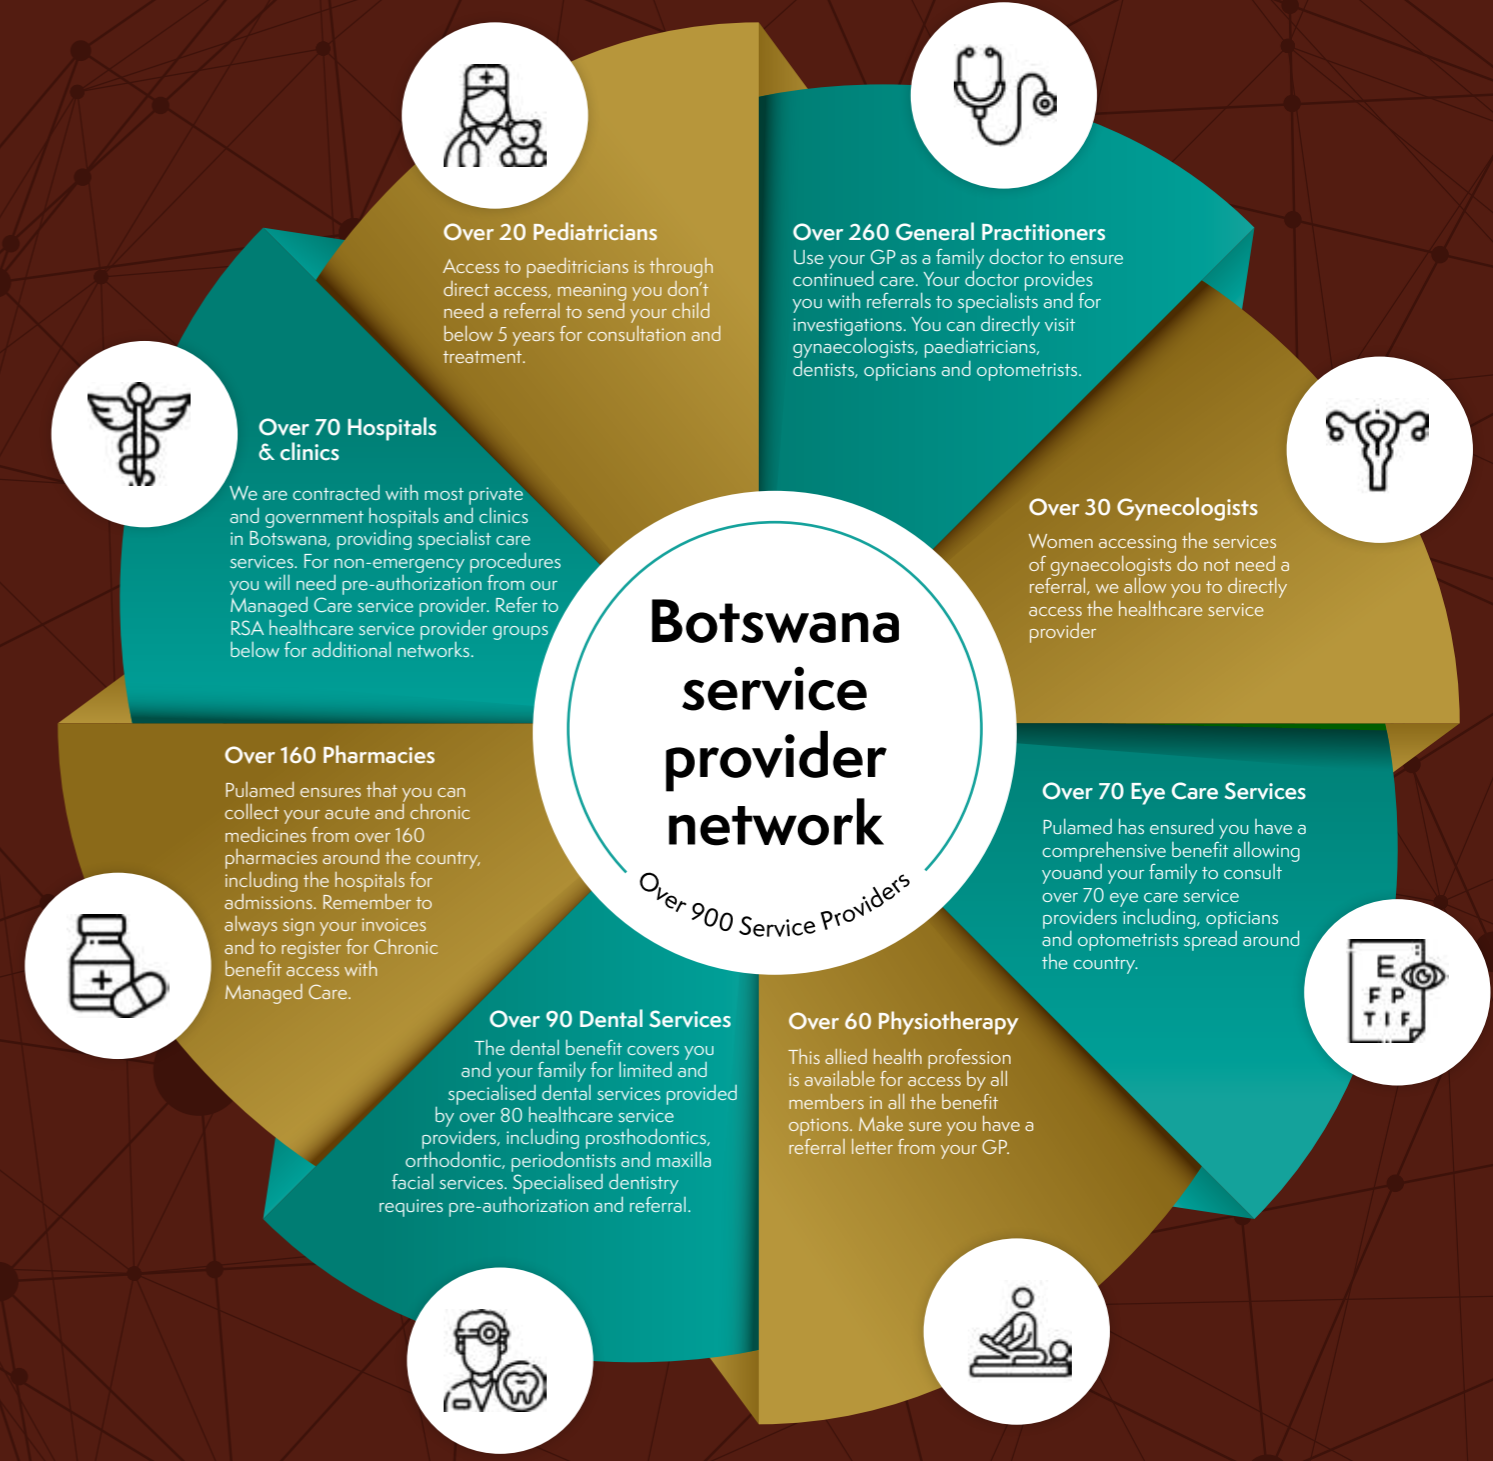 Over 20 Pediatricians
Access to paeditricians is through
direct access, meaning you don't
need a referral to send your child
below 5 years for consultation and
treatment.
Over 260 General Practitioners
Use your GP as a family doctor to ensure
continued care. Your doctor provides
you with referrals to specialists and for
investigations. You can directly visit
gynaecologists, paediatricians,
dentists, opticians and optometrists.
Over 70 Hospitals
& clinics
We are contracted with most private
and government hospitals and clinics
in Botswana, providing specialist care
services. For non-emergency procedures
you will need pre-authorization from our
Managed Care service provider. Refer to
RSA healthcare service provider groups
below for additional networks.
Over 30 Gynecologists
Women accessing the services
of gynaecologists do not need a
referral, we allow you to directly
access the healthcare service
provider
Botswana
service
provider
network
Over 900 Service Providers
Over 160 Pharmacies
Pulamed ensures that you can
collect your acute and chronic
medicines from over 160
pharmacies around the country,
including the hospitals for
admissions. Remember to
always sign your invoices
and to register for Chronic
benefit access with
Managed Care.
Over 70 Eye Care Services
Pulamed has ensured you have a
comprehensive benefit allowing
youand your family to consult
over 70 eye care service
providers including, opticians
and optometrists spread around
the country.
E
F P
T I F
Over 90 Dental Services
The dental benefit covers you
and your family for limited and
specialised dental services provided
by over 80 healthcare service
providers, including prosthodontics,
orthodontic, periodontists and maxilla
facial services. Specialised dentistry
requires pre-authorization and referral.
Over 60 Physiotherapy
This allied health profession
is available for access by all
members in all the benefit
options. Make sure you have a
referral letter from your GP.